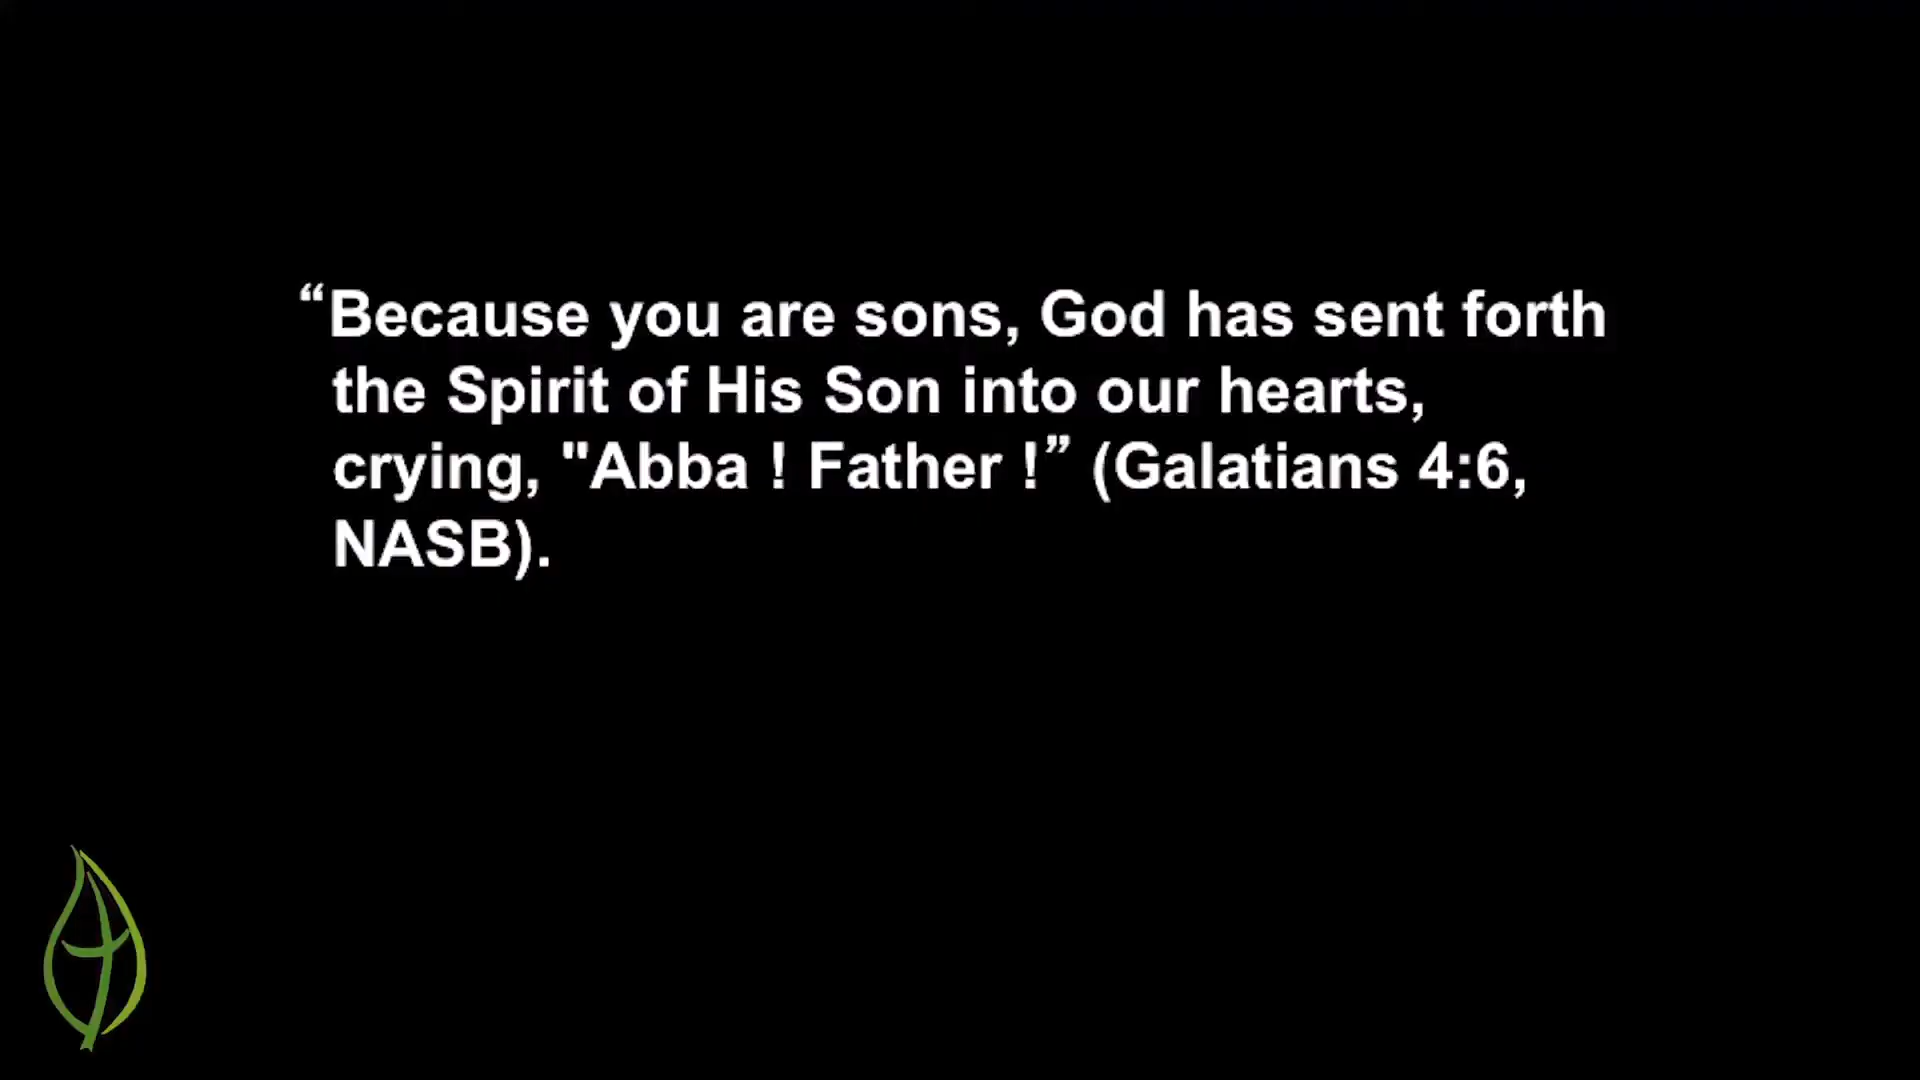 “Because you are sons, God has sent forth
the Spirit of His Son into our hearts,
crying, "Abba ! Father !” (Galatians 4:6,
NASB).